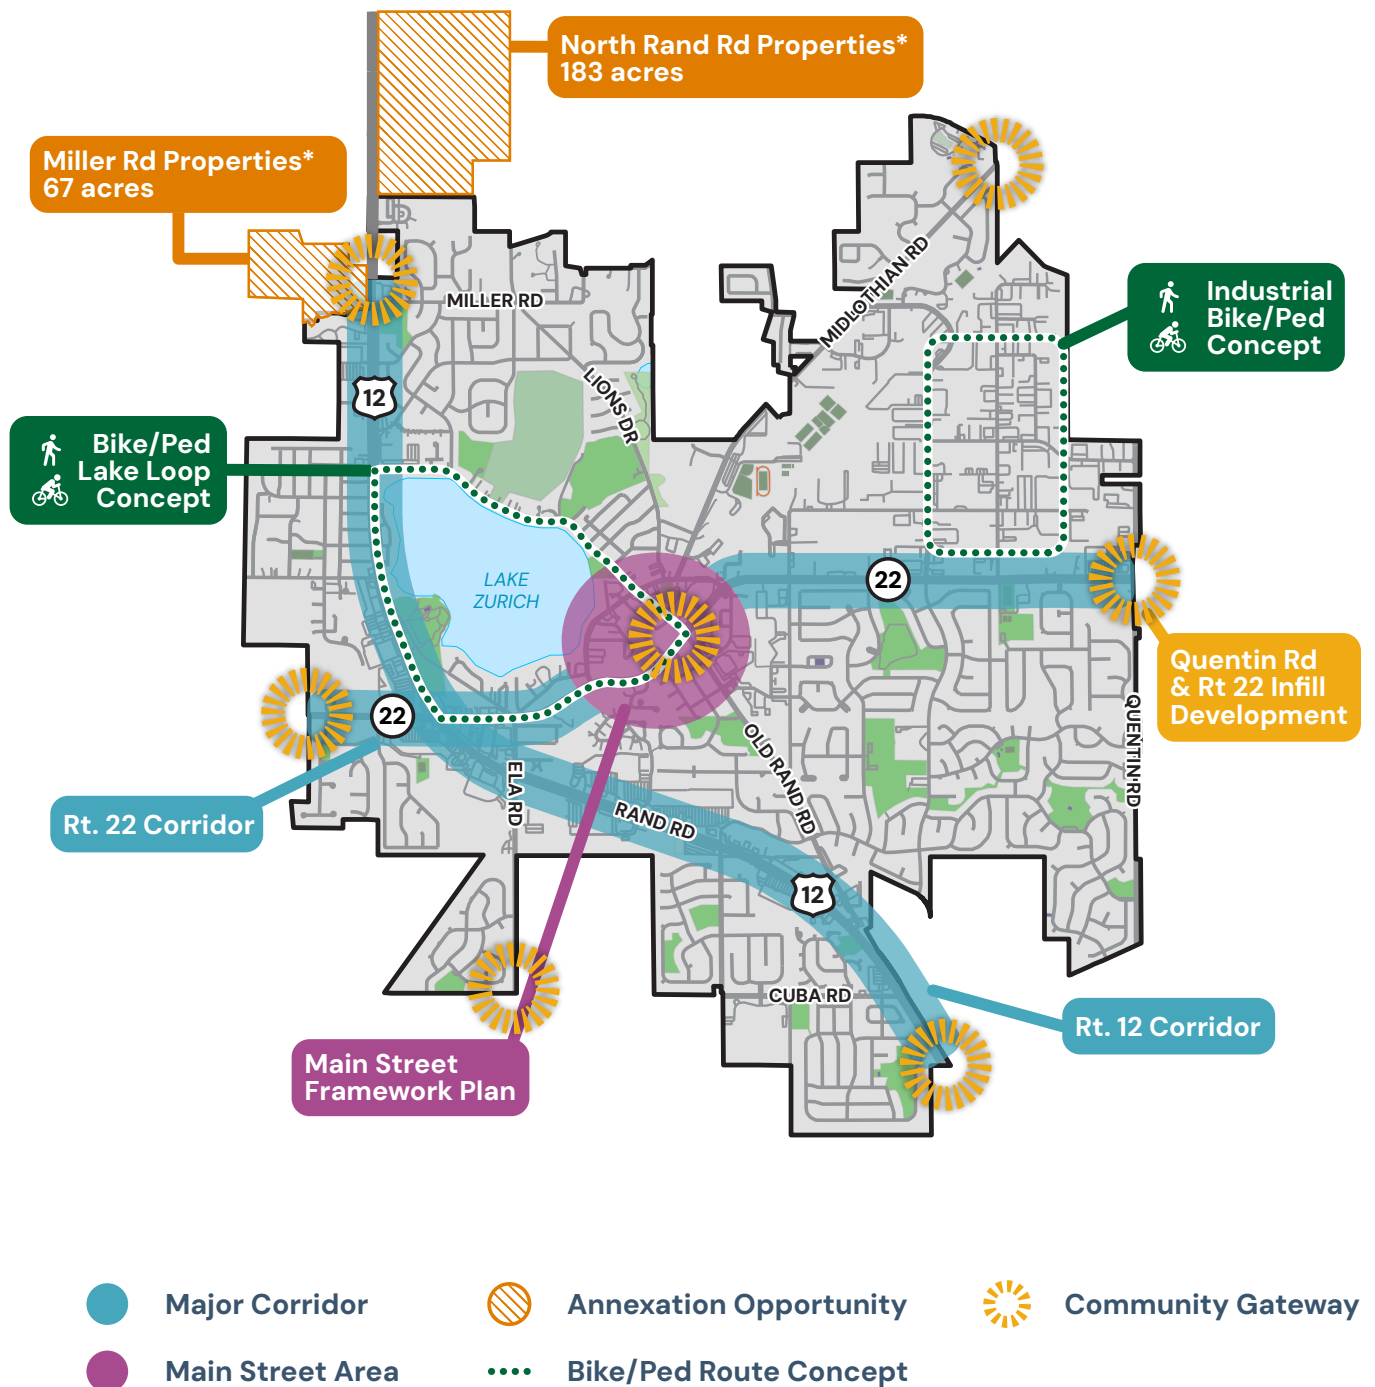 North Rand Rd Properties*
183 acres
Miller Rd Properties*
67 acres
MIDLOTHIAN RD
MILLER RD
Industrial
Bike/Ped
Concept
LIONS DR
12
Bike/Ped
Lake Loop
Concept
LAKE
ZURICH
22
Quentin Rd
& Rt 22 Infill
Development
22
QUENTIN RD
OLD RAND RD
ELA RD
RAND RD
Rt. 22 Corridor
12
CUBA RD
Rt. 12 Corridor
Main Street
Framework Plan
Major Corridor
Annexation Opportunity
Community Gateway
Main Street Area
Bike/Ped Route Concept